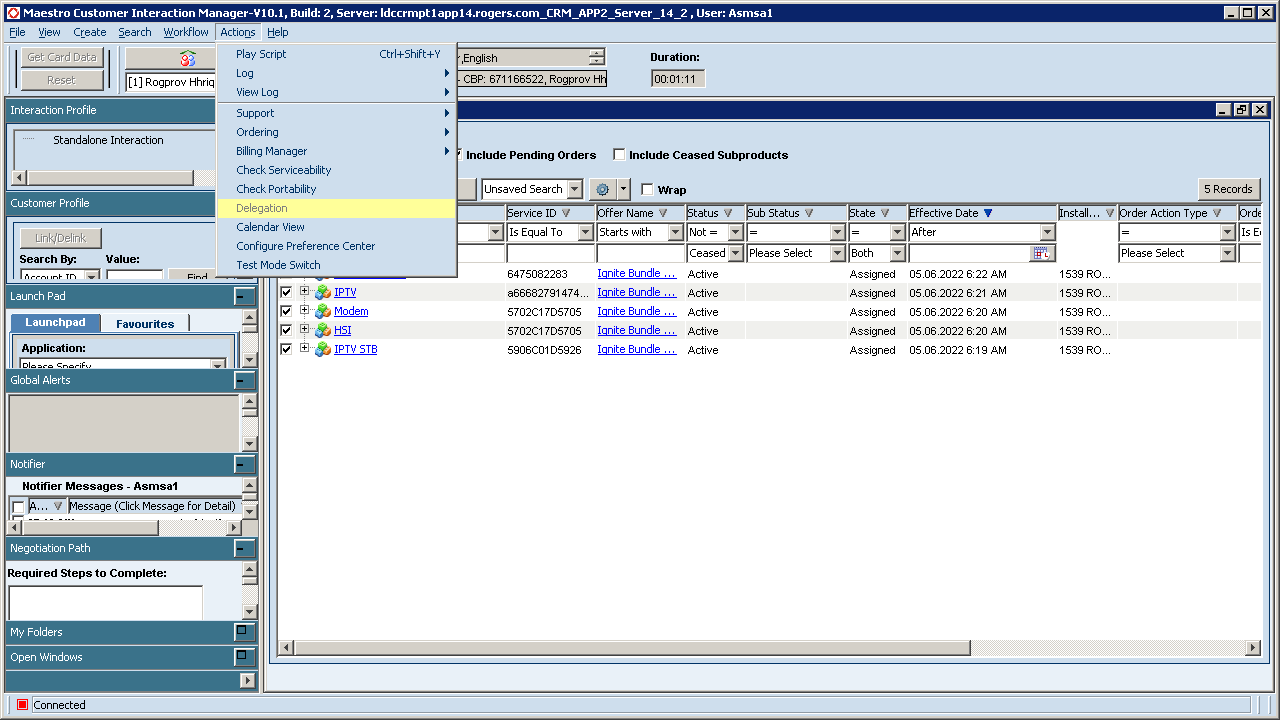 Maestro Customer Interaction Manager-V10.1, Build: 2, Server: ldccrmpt1app14.rogers.com_CRM_APP2_Server_14_2 , User: Asmsa1
File View Create Search Workflow Actions Help
Get Card Data
Reset
[1] Rogprov Hhriq
,English
- CBP: 671166522, Rogprov Hh
Duration:
00:01:11
Play Script Ctrl+Shift+Y
Log
View Log
Support
Ordering
Billing Manager
Check Serviceability
Check Portability
Delegation
Calendar View
Configure Preference Center
Test Mode Switch
Interaction Profile
Standalone Interaction
Customer Profile
Link/Delink
Search By: Value:
Account ID
Find
Launch Pad
Launchpad Favourites
Application:
Please Specify
Global Alerts
Notifier
Notifier Messages - Asmsa1
A... Message (Click Message for Detail)
Negotiation Path
Required Steps to Complete:
My Folders
Open Windows
Include Pending Orders Include Ceased Subproducts
Unsaved Search Wrap 5 Records
Service ID Offer Name Status Sub Status State Effective Date Install... Order Action Type Orde
Is Equal To Starts with Not = = = After = Is E
Ceased Please Select Both Please Select
6475082283 Ignite Bundle ... Active Assigned 05.06.2022 6:22 AM 1539 RO...
IPTV a66682791474... Ignite Bundle ... Active Assigned 05.06.2022 6:21 AM 1539 RO...
Modem 5702C17D5705 Ignite Bundle ... Active Assigned 05.06.2022 6:20 AM 1539 RO...
HSI 5702C17D5705 Ignite Bundle ... Active Assigned 05.06.2022 6:20 AM 1539 RO...
IPTV STB 5906C01D5926 Ignite Bundle ... Active Assigned 05.06.2022 6:19 AM 1539 RO...
Connected